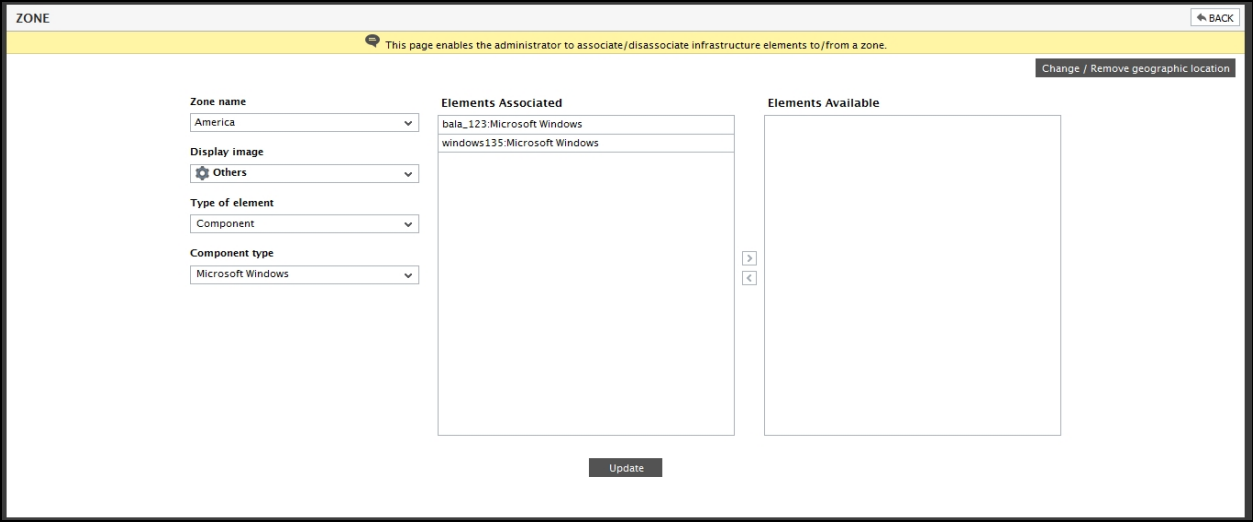 ZONE
BACK
This page enables the administrator to associate/disassociate infrastructure elements to/from a zone.
Change / Remove geographic location
Zone name
America
Display image
Others
Type of element
Component
Component type
Microsoft Windows
Elements Associated
bala_123:Microsoft Windows
windows135:Microsoft Windows
>
<
Elements Available
Update